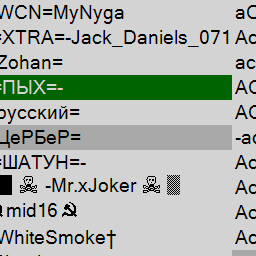 WCN=MyNyga aC
=XTRA=-Jack_Daniels_071 AC
Zohan= ac
=ПЫХ=- AC
русский= AC
ЦеРБеР= -ac
=ШАТУН=- Ac
☠ -Mr.xJoker ☠ ▒ Ac
mid16 ☭ Ac
WhiteSmoke† Ac